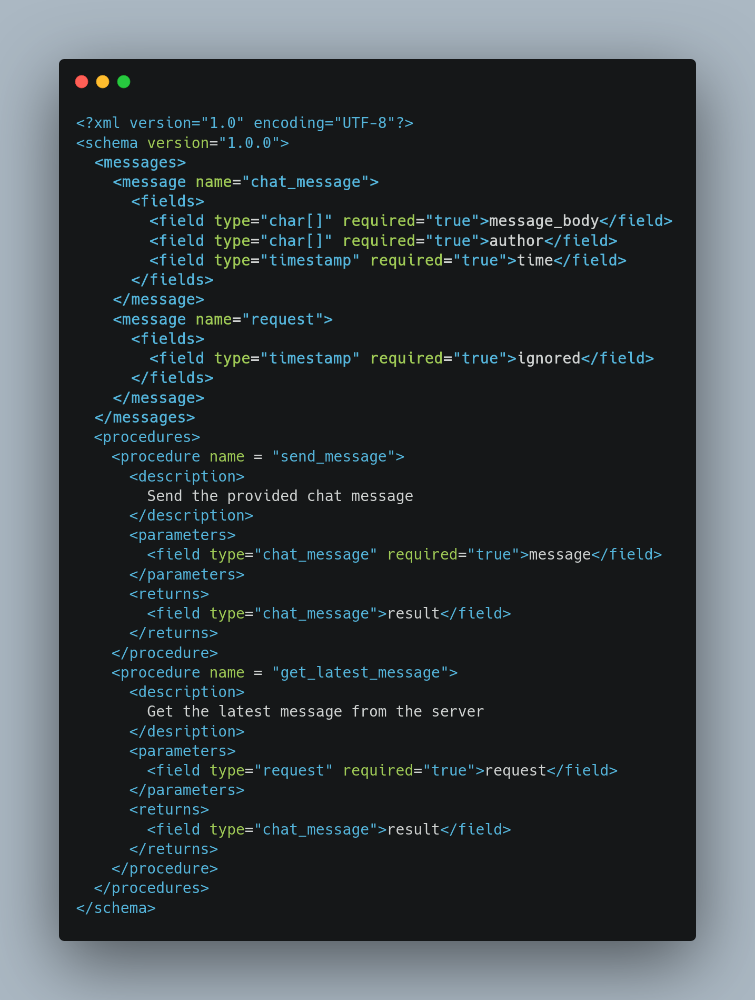 <?xml version="1.0" encoding="UTF-8"?>
<schema version="1.0.0">
  <messages>
    <message name="chat_message">
      <fields>
        <field type="char[]" required="true">message_body</field>
        <field type="char[]" required="true">author</field>
        <field type="timestamp" required="true">time</field>
      </fields>
    </message>
    <message name="request">
      <fields>
        <field type="timestamp" required="true">ignored</field>
      </fields>
    </message>
  </messages>
  <procedures>
    <procedure name = "send_message">
      <description>
        Send the provided chat message
      </description>
      <parameters>
        <field type="chat_message" required="true">message</field>
      </parameters>
      <returns>
        <field type="chat_message">result</field>
      </returns>
    </procedure>
    <procedure name = "get_latest_message">
      <description>
        Get the latest message from the server
      </desription>
      <parameters>
        <field type="request" required="true">request</field>
      </parameters>
      <returns>
        <field type="chat_message">result</field>
      </returns>
    </procedure>
  </procedures>
</schema>